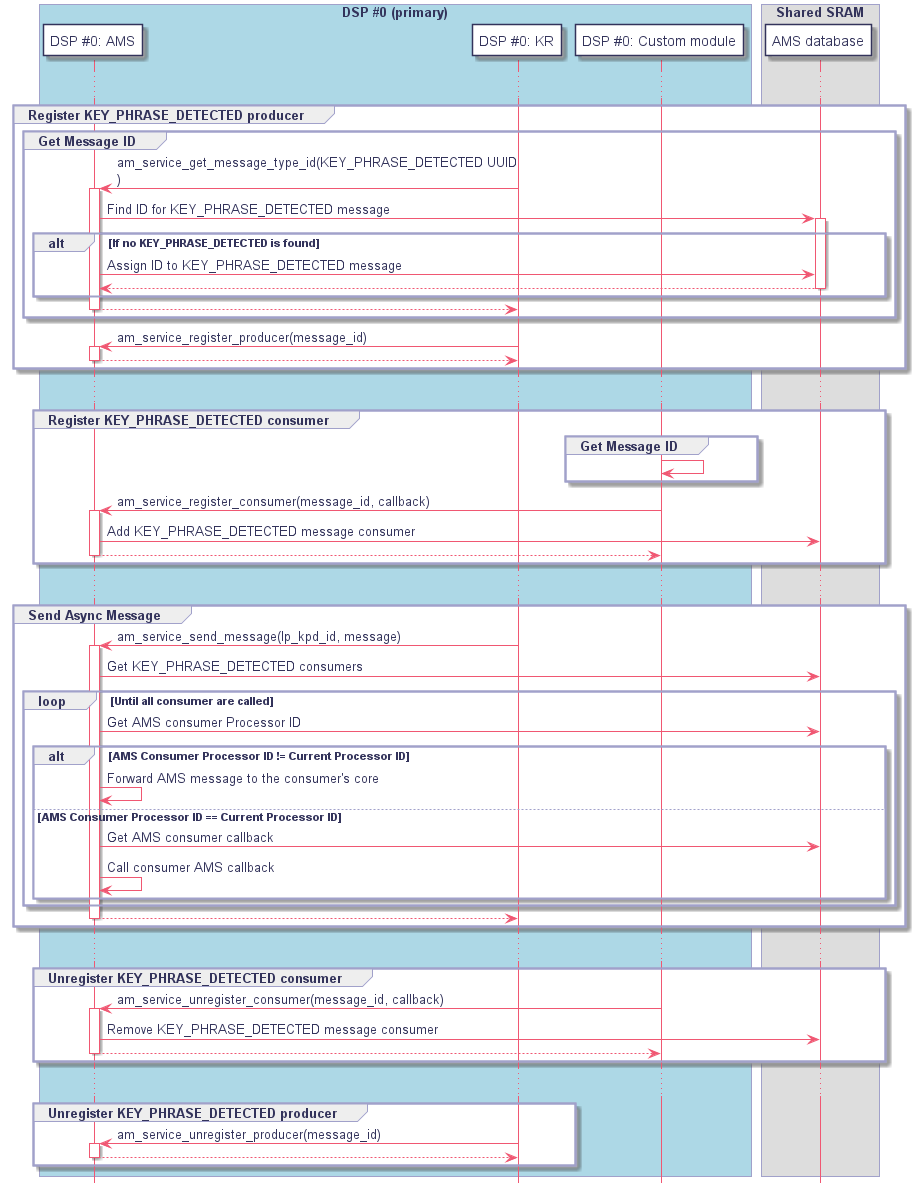 DSP #0 (primary)
Shared SRAM
DSP #0: AMS
DSP #0: KR
DSP #0: Custom module
AMS database
Register KEY_PHRASE_DETECTED producer
Get Message ID
am_service_get_message_type_id(KEY_PHRASE_DETECTED UUID
)
Find ID for KEY_PHRASE_DETECTED message
alt
[If no KEY_PHRASE_DETECTED is found]
Assign ID to KEY_PHRASE_DETECTED message
am_service_register_producer(message_id)
Register KEY_PHRASE_DETECTED consumer
Get Message ID
am_service_register_consumer(message_id, callback)
Add KEY_PHRASE_DETECTED message consumer
Send Async Message
am_service_send_message(lp_kpd_id, message)
Get KEY_PHRASE_DETECTED consumers
loop
[Until all consumer are called]
Get AMS consumer Processor ID
alt
[AMS Consumer Processor ID != Current Processor ID]
Forward AMS message to the consumer's core
[AMS Consumer Processor ID == Current Processor ID]
Get AMS consumer callback
Call consumer AMS callback
Unregister KEY_PHRASE_DETECTED consumer
am_service_unregister_consumer(message_id, callback)
Remove KEY_PHRASE_DETECTED message consumer
Unregister KEY_PHRASE_DETECTED producer
am_service_unregister_producer(message_id)